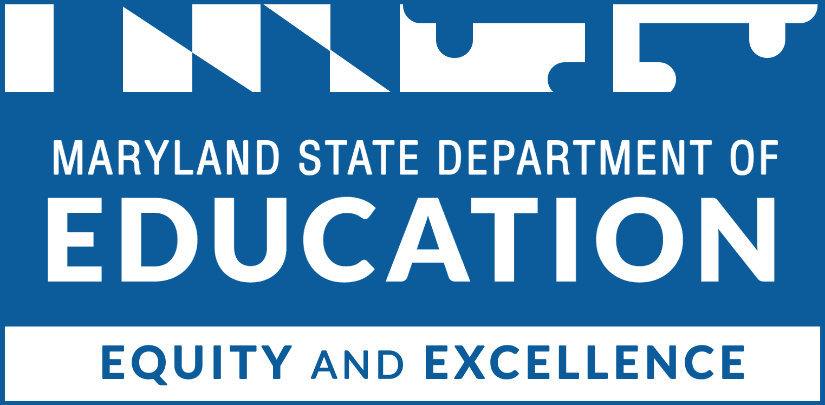 MARYLAND STATE DEPARTMENT OF
EDUCATION
EQUITY AND EXCELLENCE